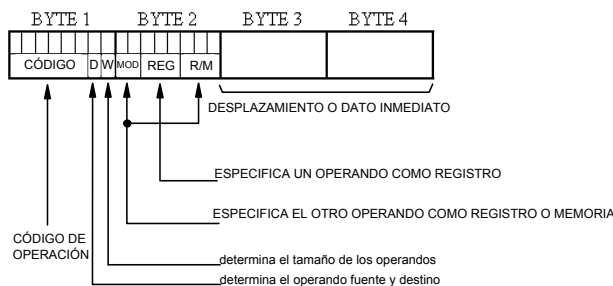 BYTE 1 BYTE 2 BYTE 3 BYTE 4
CÓDIGO D W MOD REG R/M
DESPLAZAMIENTO O DATO INMEDIATO
ESPECIFICA UN OPERANDO COMO REGISTRO
ESPECIFICA EL OTRO OPERANDO COMO REGISTRO O MEMORIA
CÓDIGO DE
OPERACIÓN
determina el tamaño de los operandos
determina el operando fuente y destino